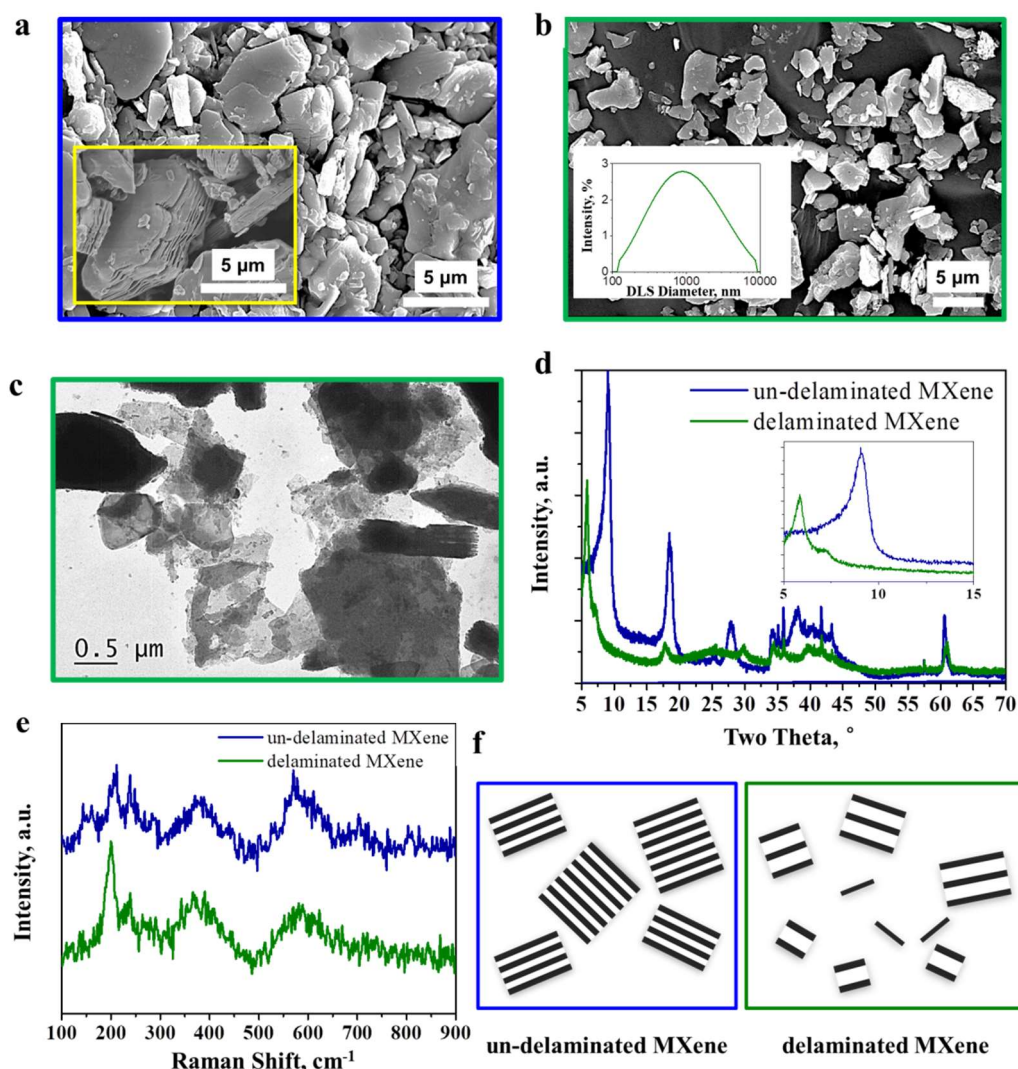 a
5 μm
5 μm
b
Intensity, %
3
2
1
0
100 1000 10000
DLS Diameter, nm
5 μm
c
0.5 μm
d
Intensity, a.u.
un-delaminated MXene
delaminated MXene
5 10 15
5 10 15 20 25 30 35 40 45 50 55 60 65 70
Two Theta, °
e
Intensity, a.u.
un-delaminated MXene
delaminated MXene
100 200 300 400 500 600 700 800 900
Raman Shift, cm⁻¹
f
un-delaminated MXene
delaminated MXene